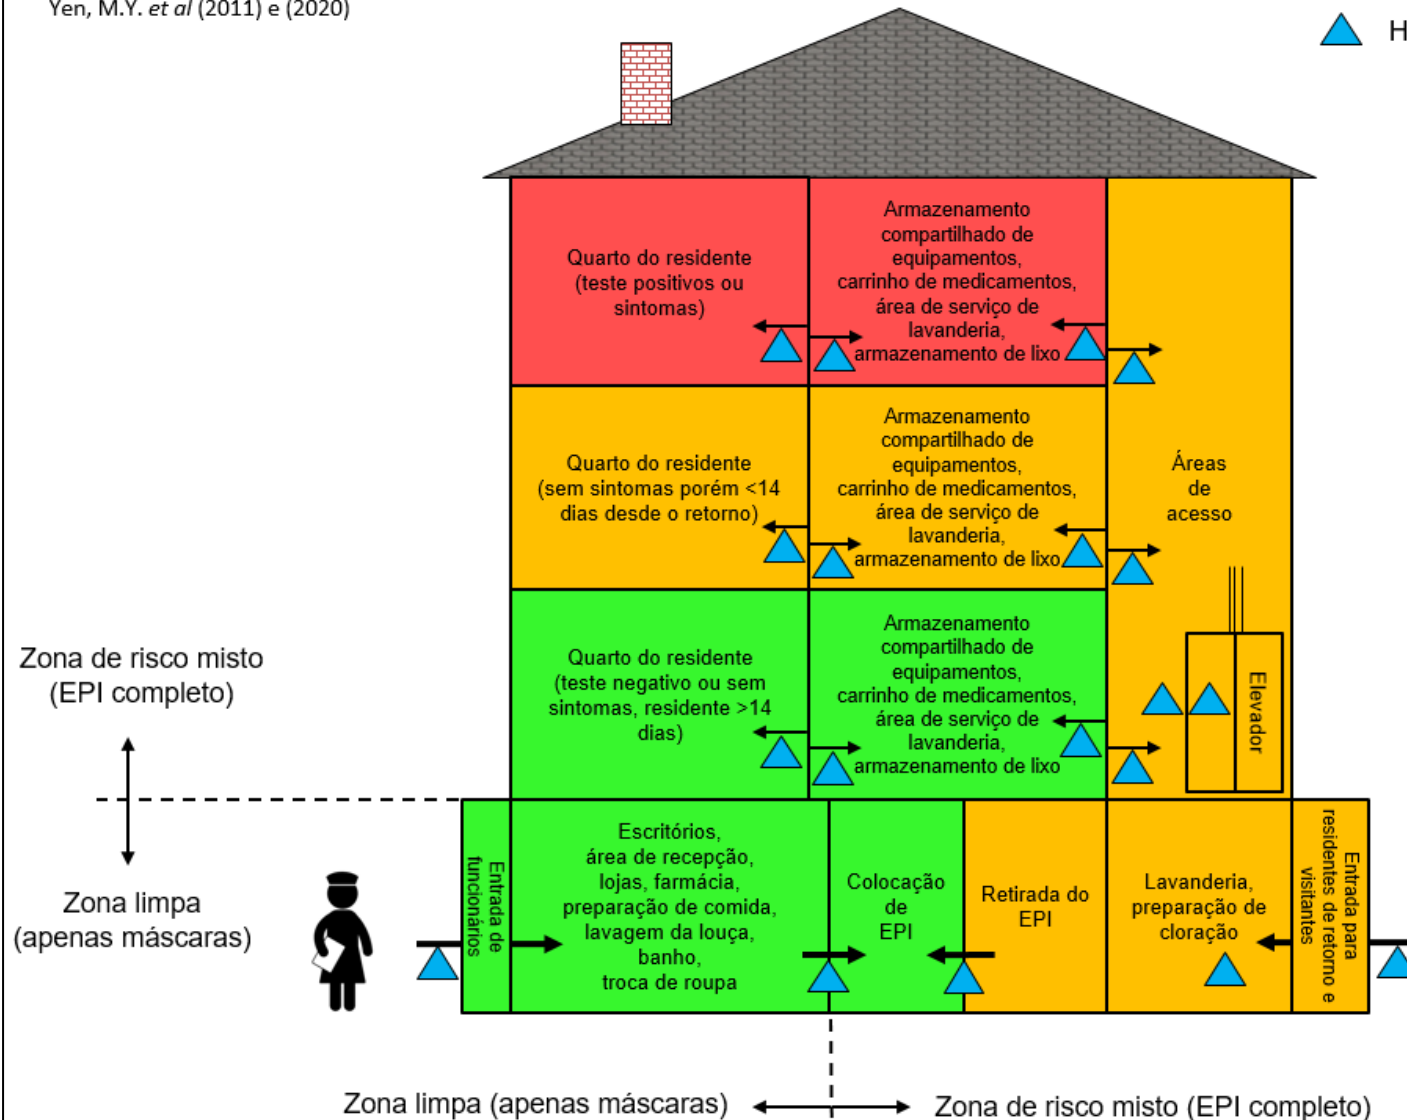 Yen, M.Y. et al (2011) e (2020)
H
Quarto do residente
(teste positivos ou
sintomas)
Armazenamento
compartilhado de
equipamentos,
carrinho de medicamentos,
área de serviço de
lavanderia,
armazenamento de lixo
Quarto do residente
(sem sintomas porém <14
dias desde o retorno)
Armazenamento
compartilhado de
equipamentos,
carrinho de medicamentos,
área de serviço de
lavanderia,
armazenamento de lixo
Áreas
de
acesso
Quarto do residente
(teste negativo ou sem
sintomas, residente >14
dias)
Armazenamento
compartilhado de
equipamentos,
carrinho de medicamentos,
área de serviço de
lavanderia,
armazenamento de lixo
Elevador
Zona de risco misto
(EPI completo)
Zona limpa
(apenas máscaras)
Entrada de
funcionários
Escritórios,
área de recepção,
lojas, farmácia,
preparação de comida,
lavagem da louça,
banho,
troca de roupa
Colocação
de
EPI
Retirada do
EPI
Lavanderia,
preparação de
cloração
Entrada para
residentes de retorno e
visitantes
Zona limpa (apenas máscaras)
Zona de risco misto (EPI completo)